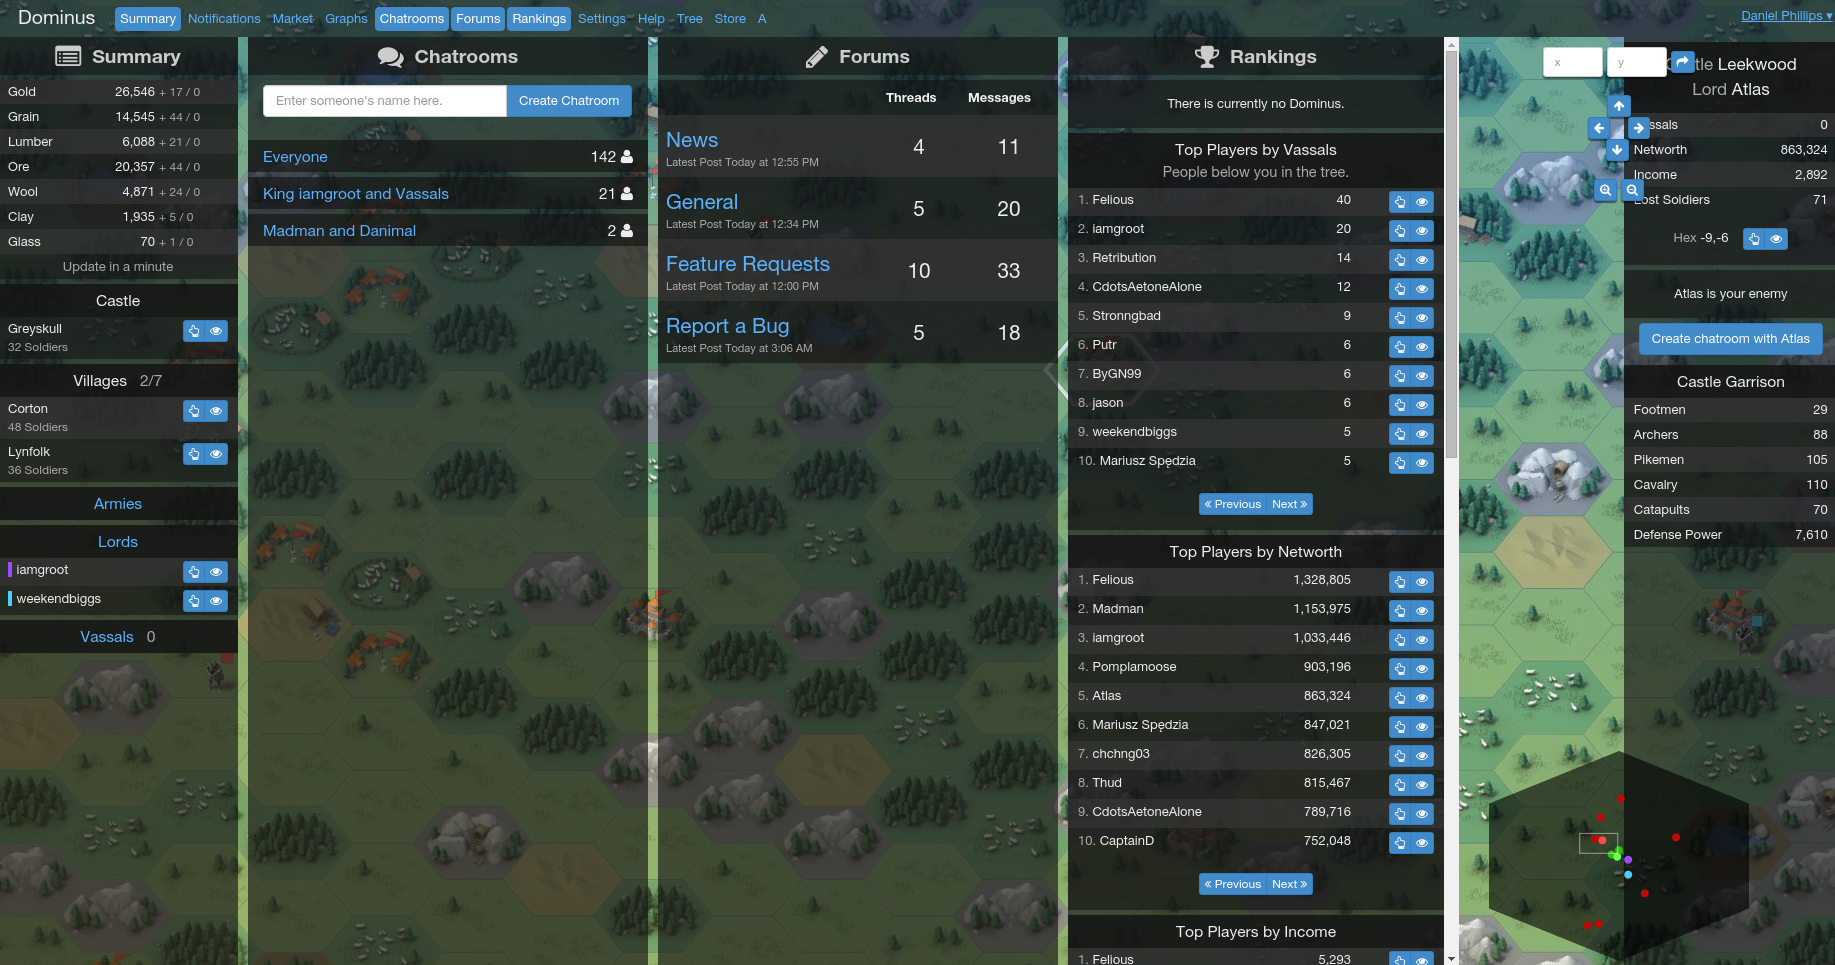 Dominus Summary Notifications Market Graphs Chatrooms Forums Rankings Settings Help Tree Store A Daniel Phillips ▾
Summary
Gold 26,546 + 17 / 0
Grain 14,545 + 44 / 0
Lumber 6,088 + 21 / 0
Ore 20,357 + 44 / 0
Wool 4,871 + 24 / 0
Clay 1,935 + 5 / 0
Glass 70 + 1 / 0
Update in a minute
Castle
Greyskull
32 Soldiers
Villages 2/7
Corton
48 Soldiers
Lynfolk
36 Soldiers
Armies
Lords
iamgroot
weekendbiggs
Vassals 0
Chatrooms
Enter someone's name here. Create Chatroom
Everyone 142
King iamgroot and Vassals 21
Madman and Danimal 2
Forums
Threads Messages
News 4 11
Latest Post Today at 12:55 PM
General 5 20
Latest Post Today at 12:34 PM
Feature Requests 10 33
Latest Post Today at 12:00 PM
Report a Bug 5 18
Latest Post Today at 3:06 AM
Rankings
There is currently no Dominus.
Top Players by Vassals
People below you in the tree.
1. Felious 40
2. iamgroot 20
3. Retribution 14
4. CdotsAetoneAlone 12
5. Stronngbad 9
6. Putr 6
7. ByGN99 6
8. jason 6
9. weekendbiggs 5
10. Mariusz Spędzia 5
« Previous Next »
Top Players by Networth
1. Felious 1,328,805
2. Madman 1,153,975
3. iamgroot 1,033,446
4. Pomplamoose 903,196
5. Atlas 863,324
6. Mariusz Spędzia 847,021
7. chchng03 826,305
8. Thud 815,467
9. CdotsAetoneAlone 789,716
10. CaptainD 752,048
« Previous Next »
Top Players by Income
1. Felious 5,293
x y
Leekwood
Lord Atlas
ssals 0
Networth 863,324
Income 2,892
Lost Soldiers 71
Hex -9,-6
Atlas is your enemy
Create chatroom with Atlas
Castle Garrison
Footmen 29
Archers 88
Pikemen 105
Cavalry 110
Catapults 70
Defense Power 7,610